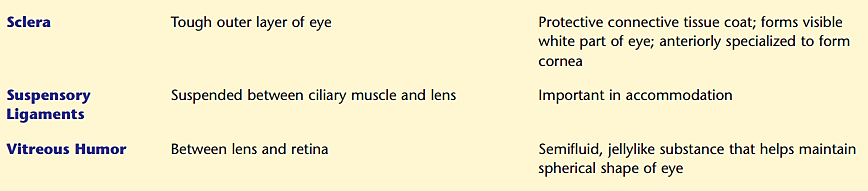 Sclera Tough outer layer of eye Protective connective tissue coat; forms visible
white part of eye; anteriorly specialized to form
cornea
Suspensory Suspended between ciliary muscle and lens Important in accommodation
Ligaments
Vitreous Humor Between lens and retina Semifluid, jellylike substance that helps maintain
spherical shape of eye